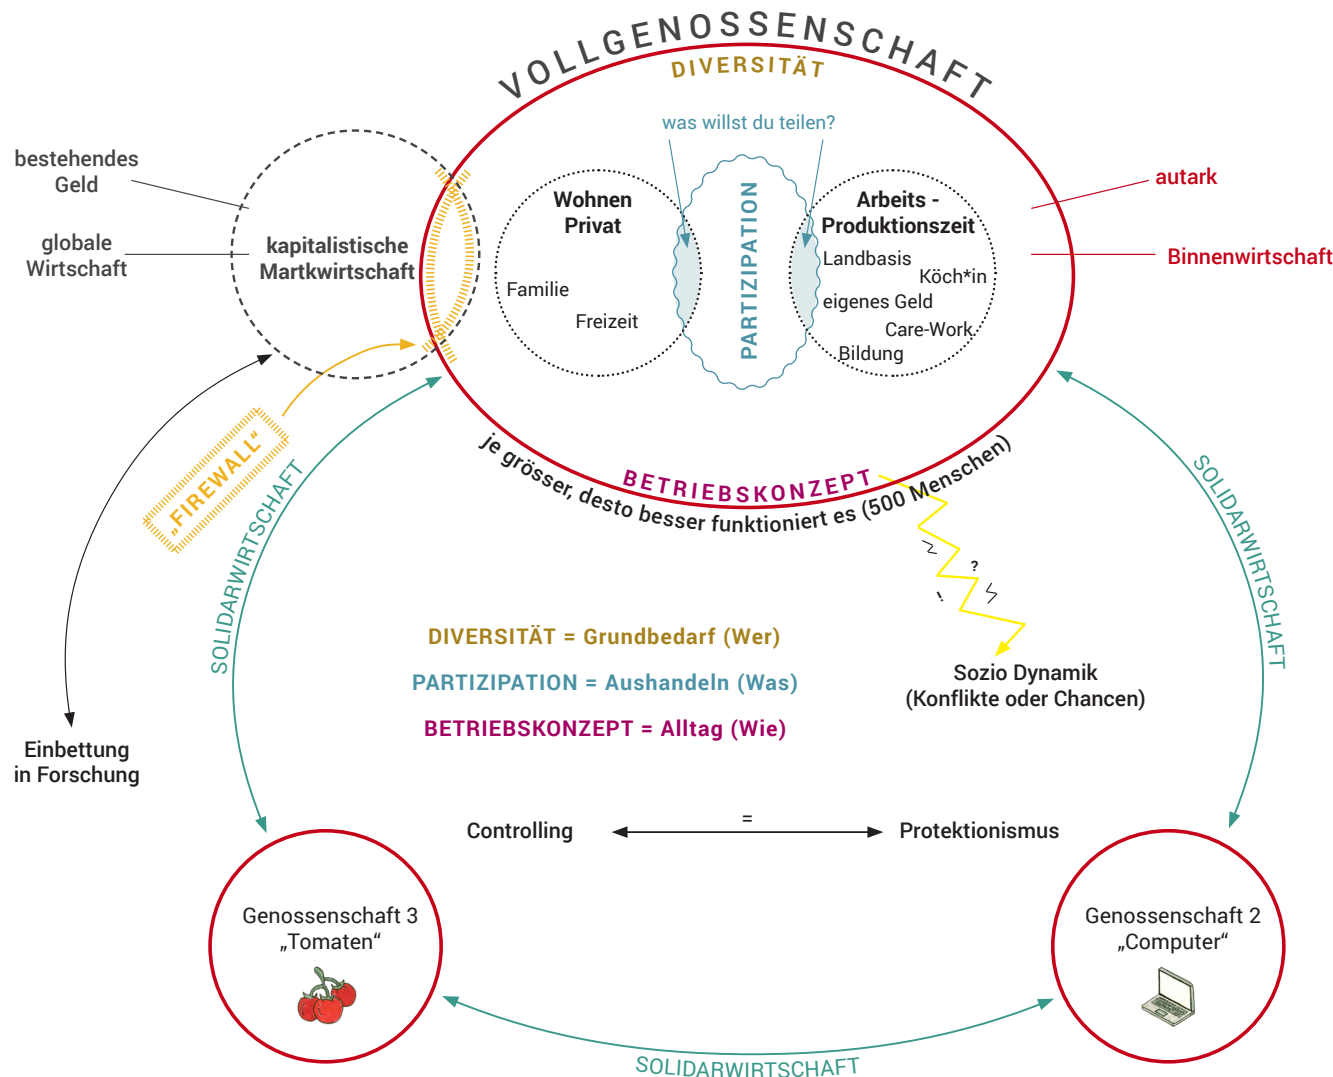 VOLLGENOSSENSCHAFT
DIVERSITÄT
was willst du teilen?
bestehendes
Geld
globale
Wirtschaft
kapitalistische
Martkwirtschaft
Wohnen
Privat
Familie
Freizeit
PARTIZIPATION
Arbeits -
Produktionszeit
Landbasis
Köch*in
eigenes Geld
Care-Work
Bildung
autark
Binnenwirtschaft
„FIREWALL“
BETRIEBSKONZEPT
je grösser, desto besser funktioniert es (500 Menschen)
SOLIDARWIRTSCHAFT
SOLIDARWIRTSCHAFT
?
!
DIVERSITÄT = Grundbedarf (Wer)
PARTIZIPATION = Aushandeln (Was)
BETRIEBSKONZEPT = Alltag (Wie)
Sozio Dynamik
(Konflikte oder Chancen)
Einbettung
in Forschung
Controlling
=
Protektionismus
Genossenschaft 3
„Tomaten“
Genossenschaft 2
„Computer“
SOLIDARWIRTSCHAFT